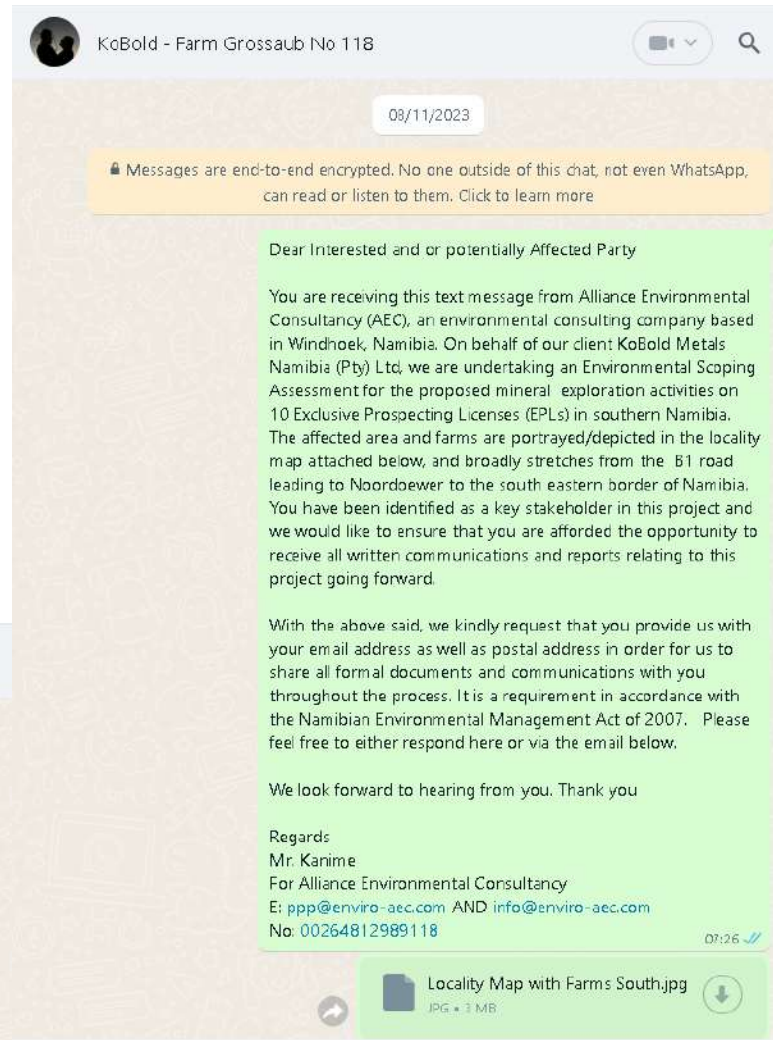 KoBold - Farm Grossaub No 118
08/11/2023
Messages are end-to-end encrypted. No one outside of this chat, not even WhatsApp,
can read or listen to them. Click to learn more
Dear Interested and or potentially Affected Party
You are receiving this text message from Alliance Environmental
Consultancy (AEC), an environmental consulting company based
in Windhoek, Namibia. On behalf of our client KoBold Metals
Namibia (Pty) Ltd, we are undertaking an Environmental Scoping
Assessment for the proposed mineral exploration activities on
10 Exclusive Prospecting Licenses (EPLs) in southern Namibia.
The affected area and farms are portrayed/depicted in the locality
map attached below, and broadly stretches from the B1 road
leading to Noordoewer to the south eastern border of Namibia.
You have been identified as a key stakeholder in this project and
we would like to ensure that you are afforded the opportunity to
receive all written communications and reports relating to this
project going forward.
With the above said, we kindly request that you provide us with
your email address as well as postal address in order for us to
share all formal documents and communications with you
throughout the process. It is a requirement in accordance with
the Namibian Environmental Management Act of 2007. Please
feel free to either respond here or via the email below.
We look forward to hearing from you. Thank you
Regards
Mr. Kanime
For Alliance Environmental Consultancy
E: ppp@enviro-aec.com AND info@enviro-aec.com
No: 00264812989118
07:26
Locality Map with Farms South.jpg
JPG • 3 MB